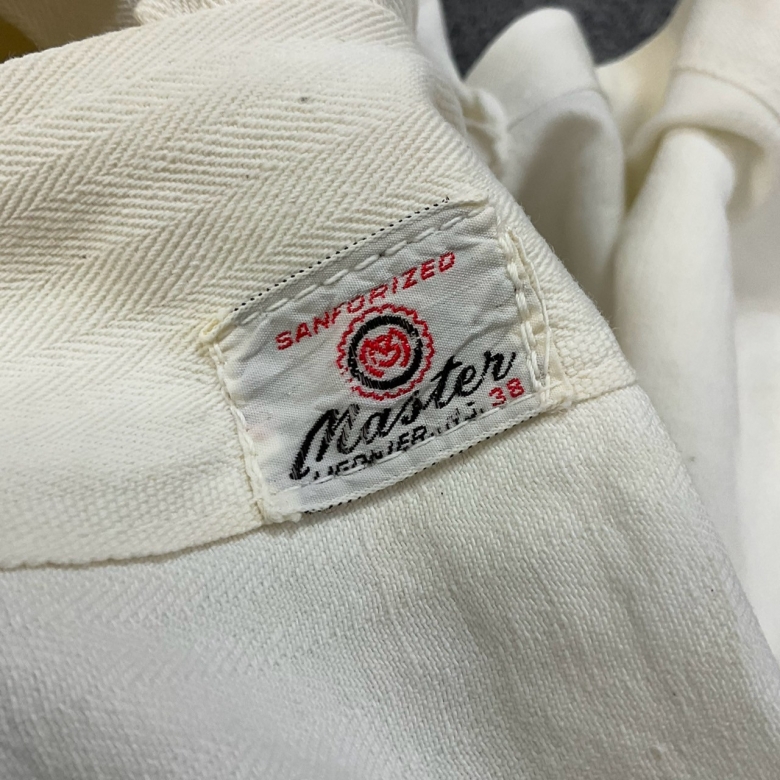 SANFORIZED
M
Master
N.J. 38